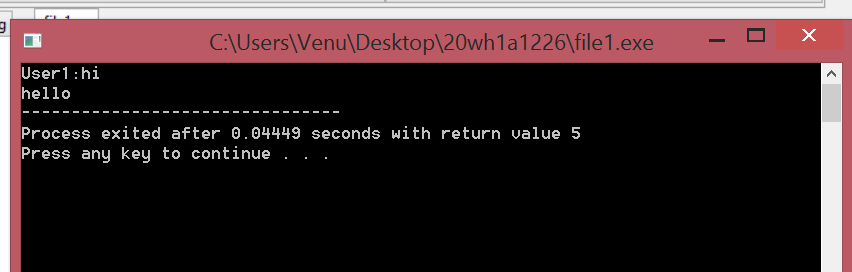 C:\Users\Venu\Desktop\20wh1a1226\file1.exe
User1:hi
hello
--------------------------------
Process exited after 0.04449 seconds with return value 5
Press any key to continue . . .